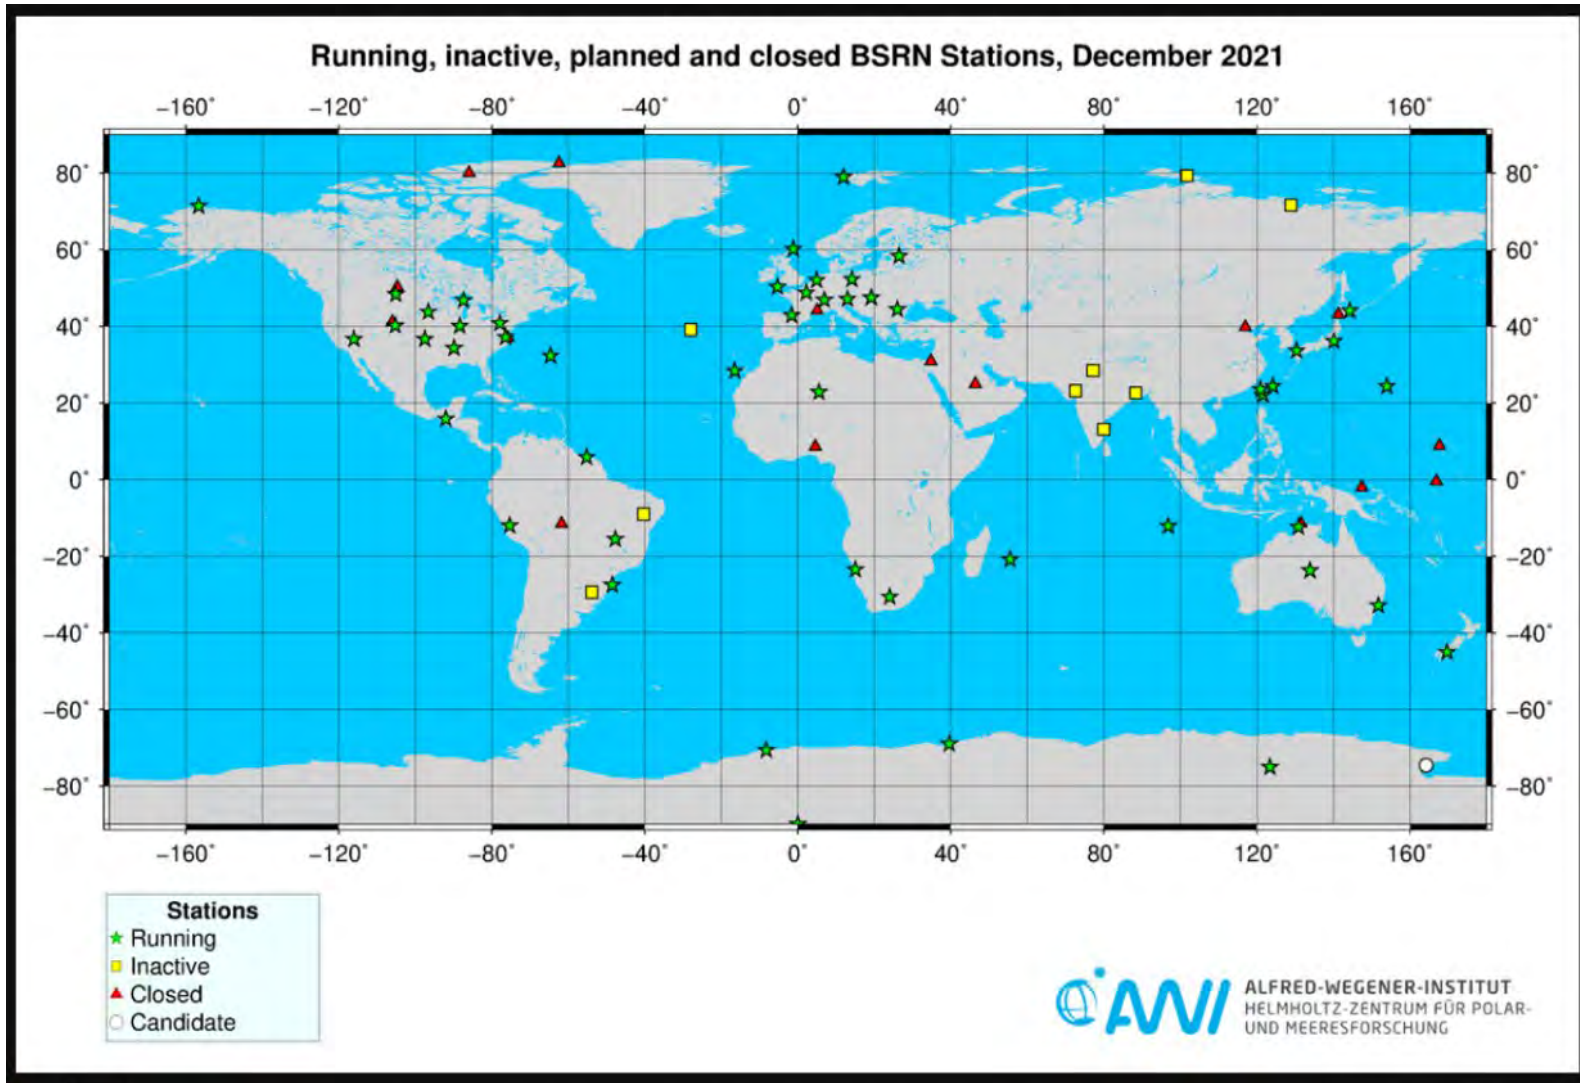 Running, inactive, planned and closed BSRN Stations, December 2021
−160° −120° −80° −40° 0° 40° 80° 120° 160°
80° 80°
60° 60°
40° 40°
20° 20°
0° 0°
−20° −20°
−40° −40°
−60° −60°
−80° −80°
−160° −120° −80° −40° 0° 40° 80° 120° 160°
Stations
Running
Inactive
Closed
Candidate
AWI
ALFRED-WEGENER-INSTITUT
HELMHOLTZ-ZENTRUM FÜR POLAR-
UND MEERESFORSCHUNG